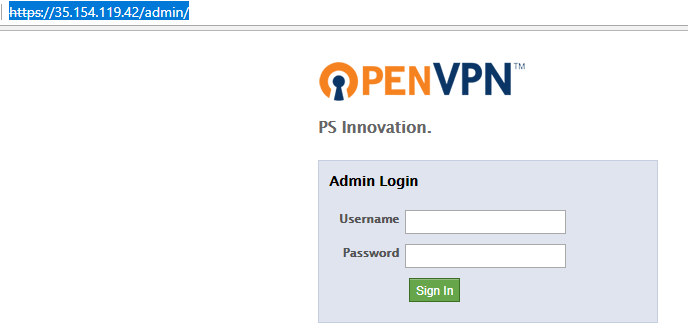 https://35.154.119.42/admin/
OPENVPN™
PS Innovation.
Admin Login
Username
Password
Sign In